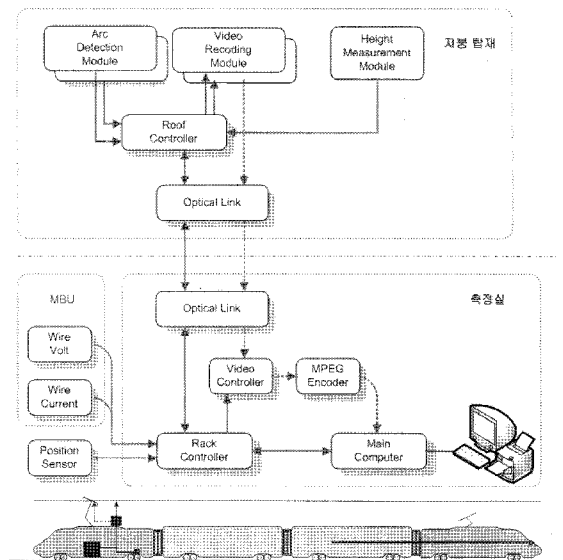 Arc
Detection
Module
Video
Recoding
Module
Height
Measurement
Module
지붕 탑재
Roof
Controller
Optical Link
MBU
Optical Link
측정실
Wire
Volt
Video
Controller
MPEG
Encoder
Wire
Current
Position
Sensor
Rack
Controller
Main
Computer